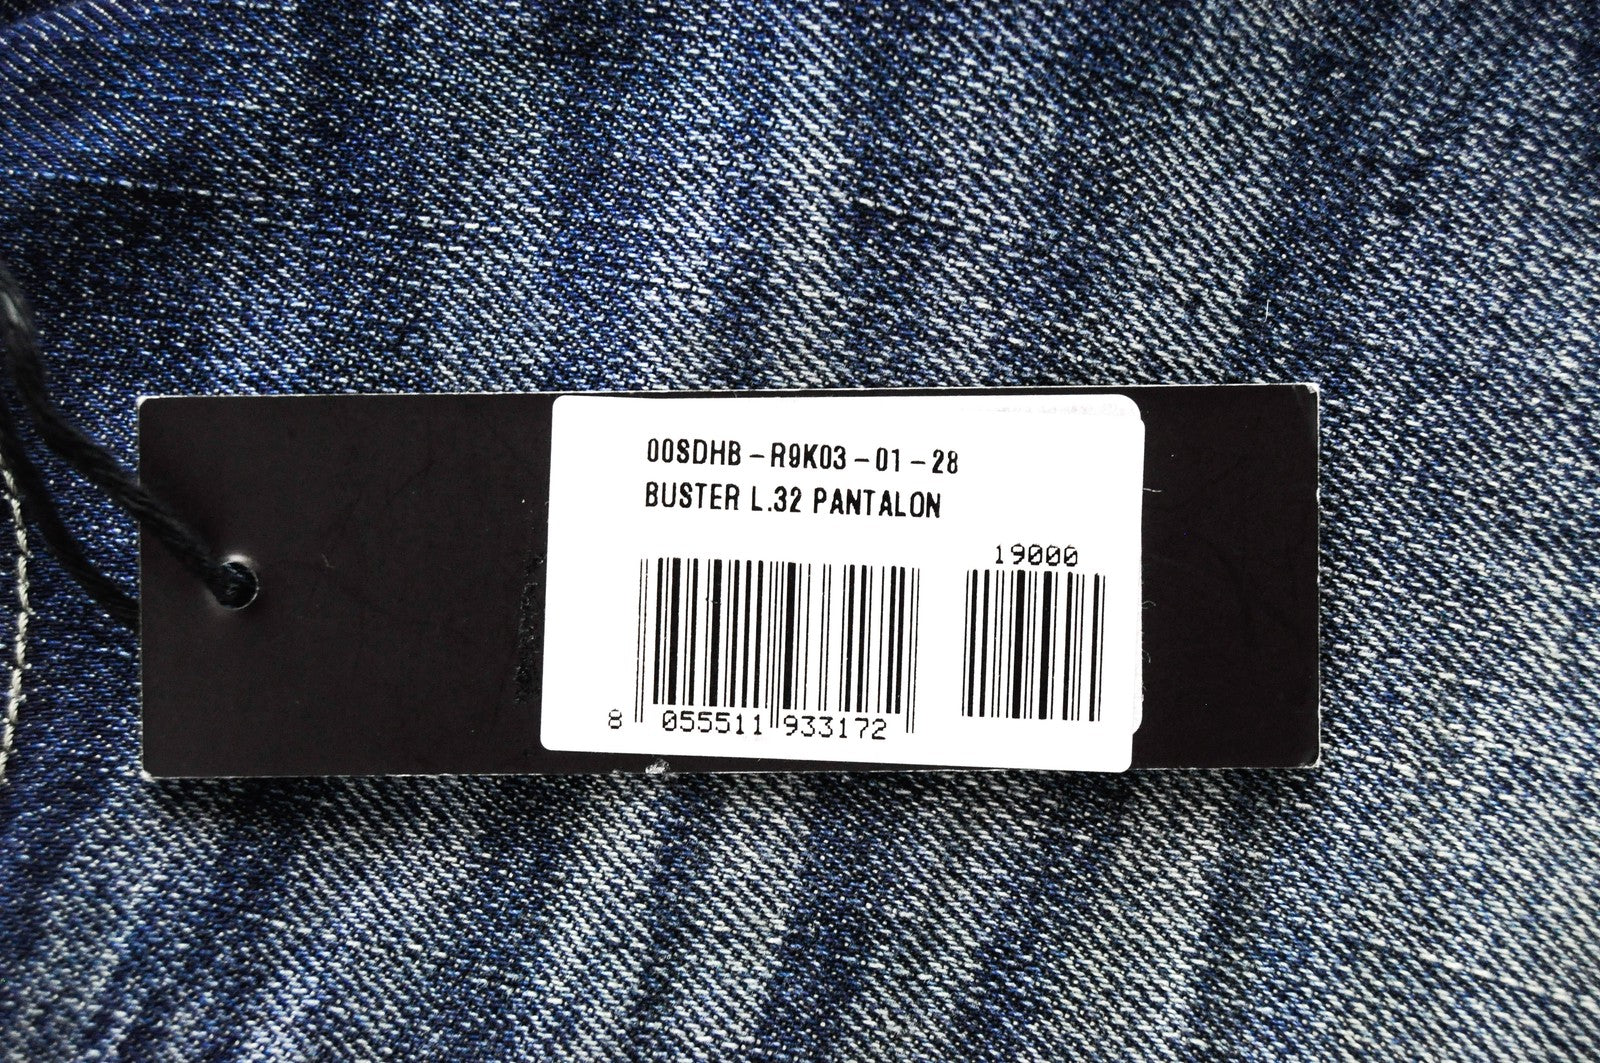 00SDHB-R9K03-01-28
BUSTER L.32 PANTALON
19000
8 055511 933172